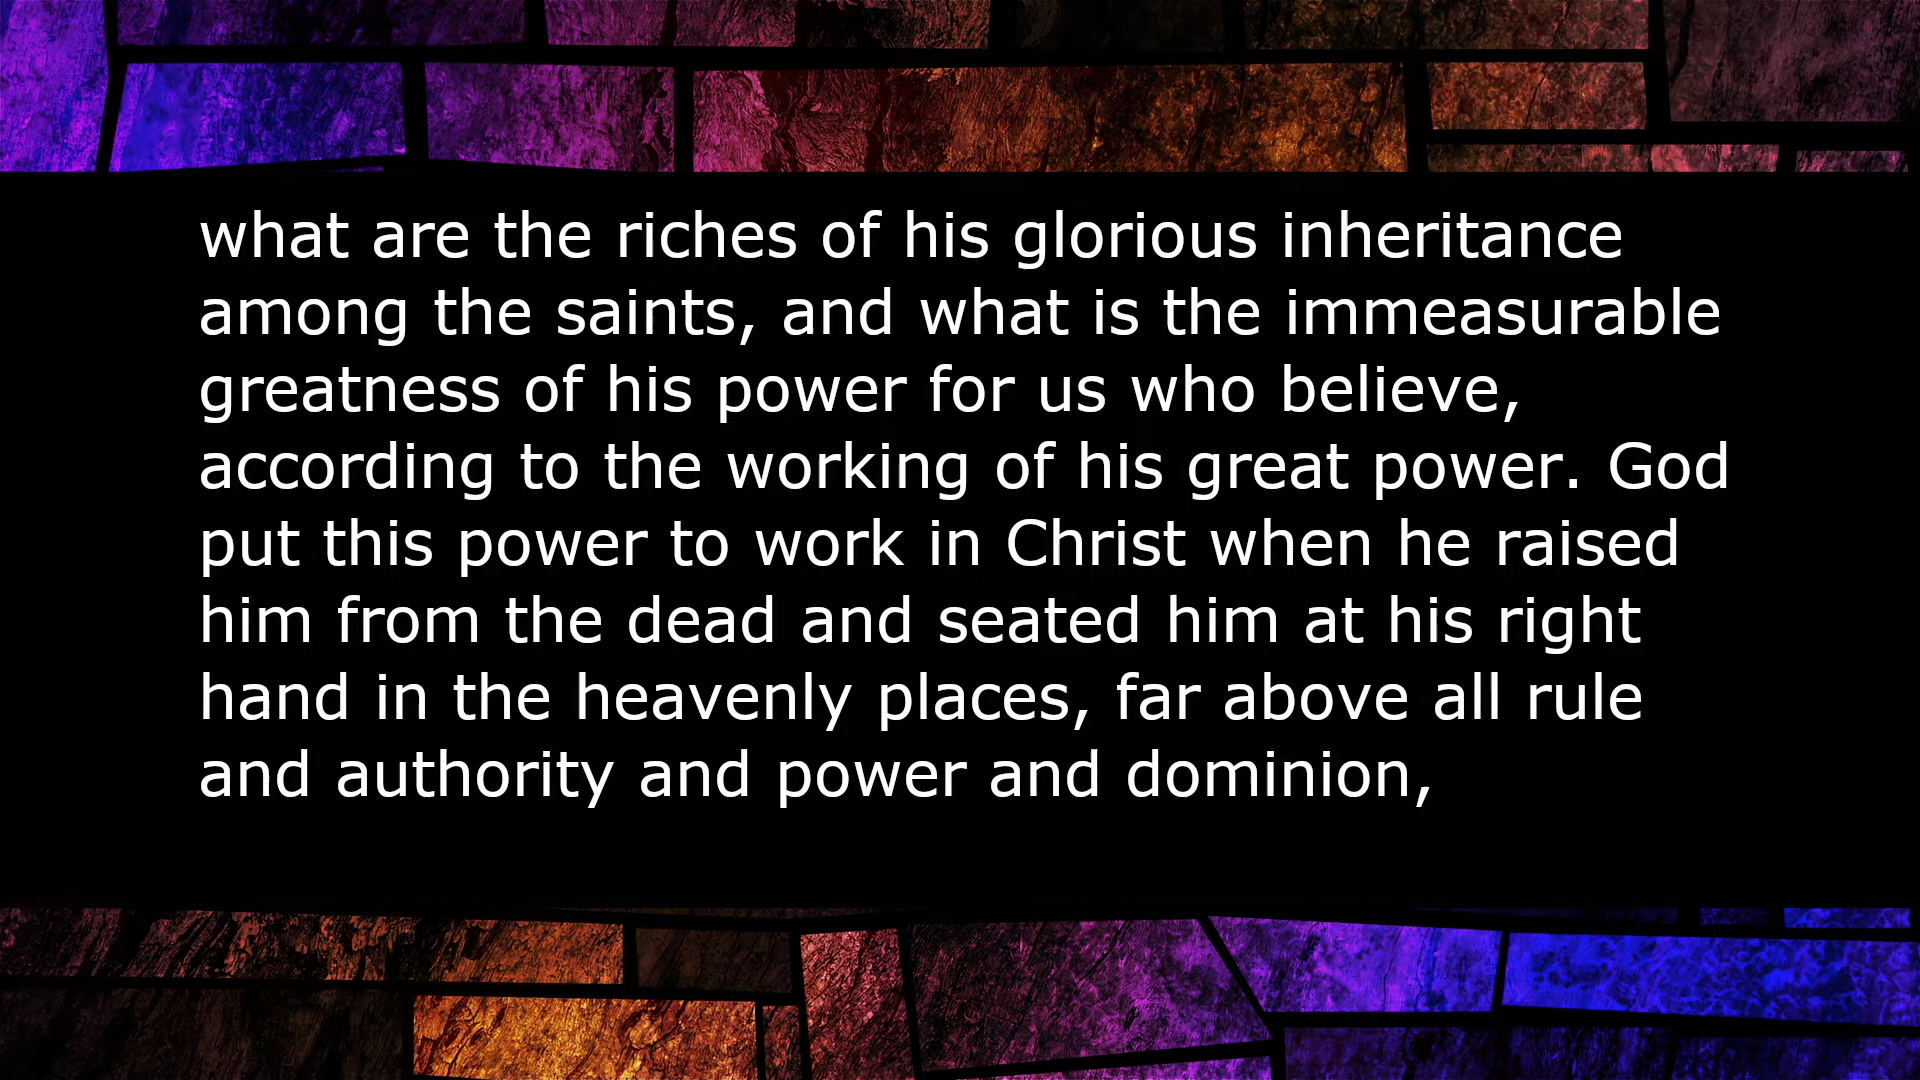 what are the riches of his glorious inheritance
among the saints, and what is the immeasurable
greatness of his power for us who believe,
according to the working of his great power. God
put this power to work in Christ when he raised
him from the dead and seated him at his right
hand in the heavenly places, far above all rule
and authority and power and dominion,